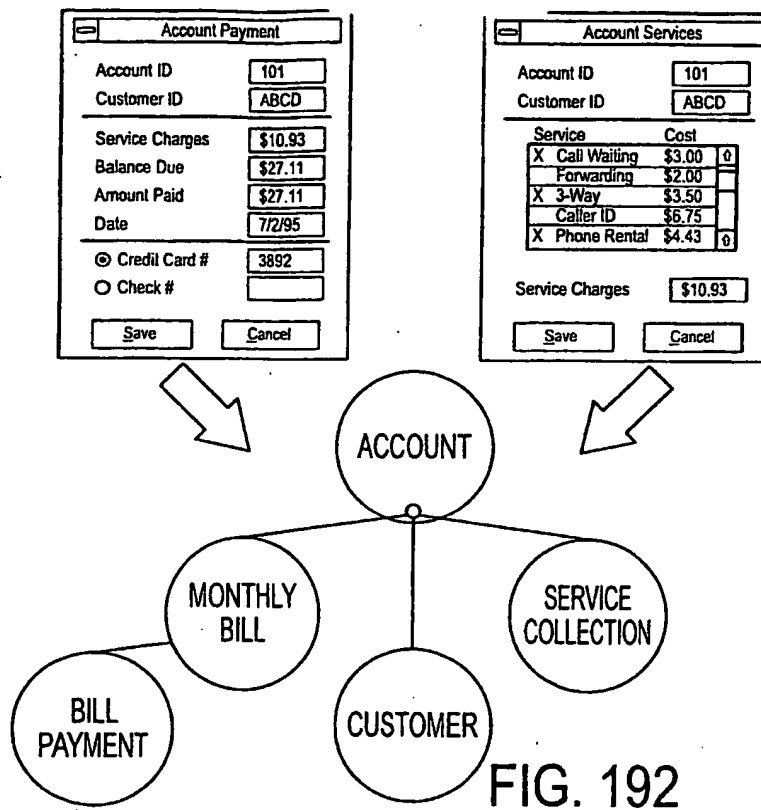 Account Payment
Account ID 101
Customer ID ABCD
Service Charges $10.93
Balance Due $27.11
Amount Paid $27.11
Date 7/2/95
Credit Card # 3892
Check #
Save Cancel
Account Services
Account ID 101
Customer ID ABCD
Service Cost
X Call Waiting $3.00
Forwarding $2.00
X 3-Way $3.50
Caller ID $6.75
X Phone Rental $4.43
Service Charges $10.93
Save Cancel
ACCOUNT
MONTHLY
BILL
SERVICE
COLLECTION
BILL
PAYMENT
CUSTOMER
FIG. 192